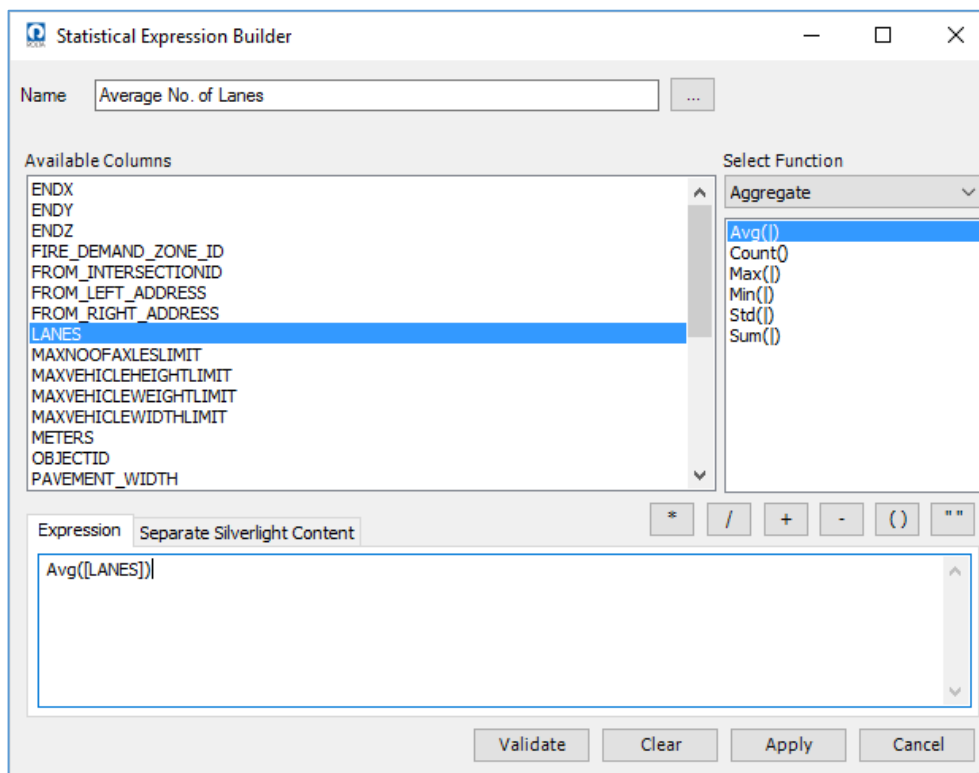 Statistical Expression Builder
Name
Average No. of Lanes
...
Available Columns
ENDX
ENDY
ENDZ
FIRE_DEMAND_ZONE_ID
FROM_INTERSECTIONID
FROM_LEFT_ADDRESS
FROM_RIGHT_ADDRESS
LANES
MAXNOOFAXLESLIMIT
MAXVEHICLEHEIGHTLIMIT
MAXVEHICLEWEIGHTLIMIT
MAXVEHICLEWIDTHLIMIT
METERS
OBJECTID
PAVEMENT_WIDTH
Select Function
Aggregate
Avg(|)
Count()
Max(|)
Min(|)
Std(|)
Sum(|)
* / + - ( ) " "
Expression
Separate Silverlight Content
Avg([LANES])
Validate
Clear
Apply
Cancel